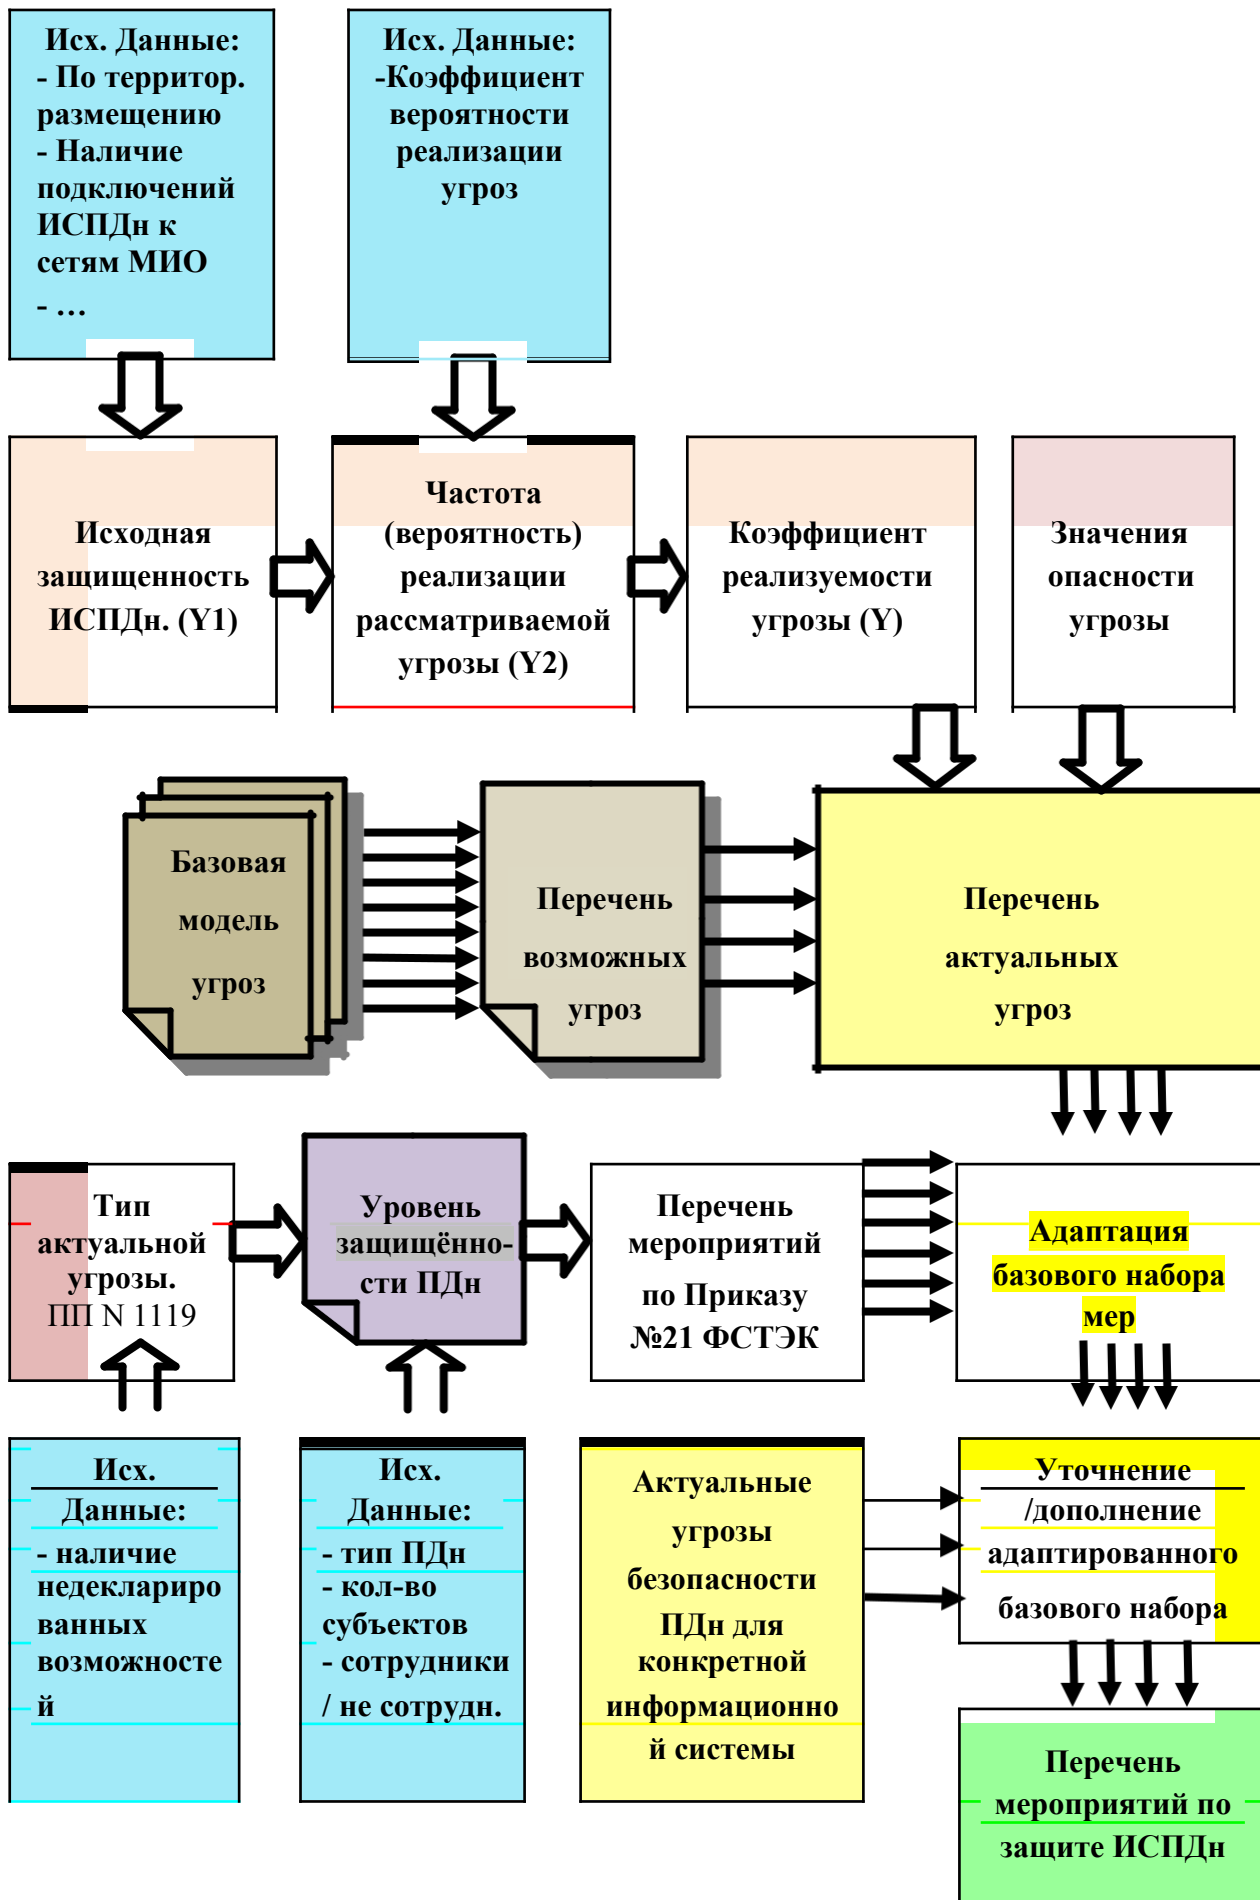 Исх. Данные:
- По территор.
размещению
- Наличие
подключений
ИСПДн к
сетям МИО
- …
Исх. Данные:
-Коэффициент
вероятности
реализации
угроз
Исходная
защищенность
ИСПДн. (Y1)
Частота
(вероятность)
реализации
рассматриваемой
угрозы (Y2)
Коэффициент
реализуемости
угрозы (Y)
Значения
опасности
угрозы
Базовая
модель
угроз
Перечень
возможных
угроз
Перечень
актуальных
угроз
Тип
актуальной
угрозы.
ПП N 1119
Уровень
защищённо-
сти ПДн
Перечень
мероприятий
по Приказу
№21 ФСТЭК
Адаптация
базового набора
мер
Исх.
Данные:
- наличие
недеклариро
ванных
возможносте
й
Исх.
Данные:
- тип ПДн
- кол-во
субъектов
- сотрудники
/ не сотрудн.
Актуальные
угрозы
безопасности
ПДн для
конкретной
информационно
й системы
Уточнение
/дополнение
адаптированного
базового набора
Перечень
мероприятий по
защите ИСПДн